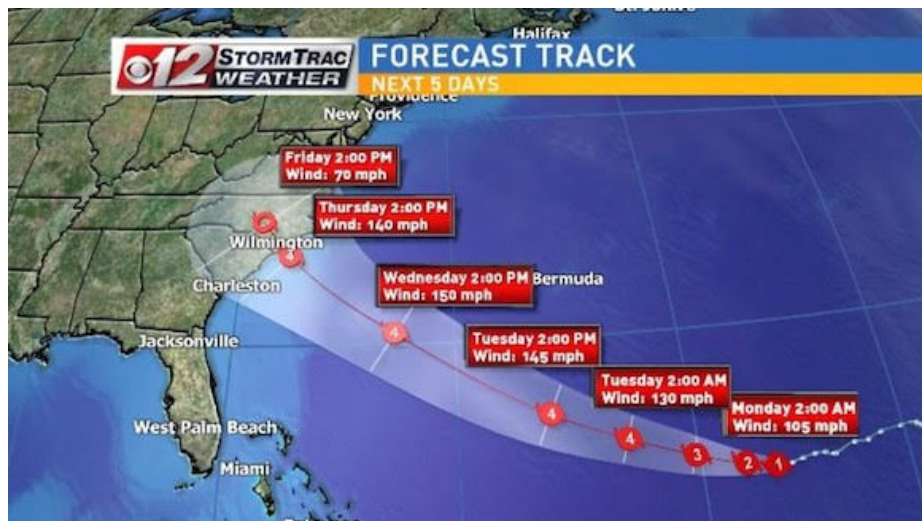 Halifax
12 STORMTRAC
WEATHER
FORECAST TRACK
NEXT 5 DAYS
Providence
New York
Friday 2:00 PM
Wind: 70 mph
Thursday 2:00 PM
Wind: 140 mph
Wilmington
4
Charleston
Wednesday 2:00 PM
Wind: 150 mph
Bermuda
4
Jacksonville
Tuesday 2:00 PM
Wind: 145 mph
Tuesday 2:00 AM
Wind: 130 mph
Monday 2:00 AM
Wind: 105 mph
West Palm Beach
Miami
4
4
3
2
1